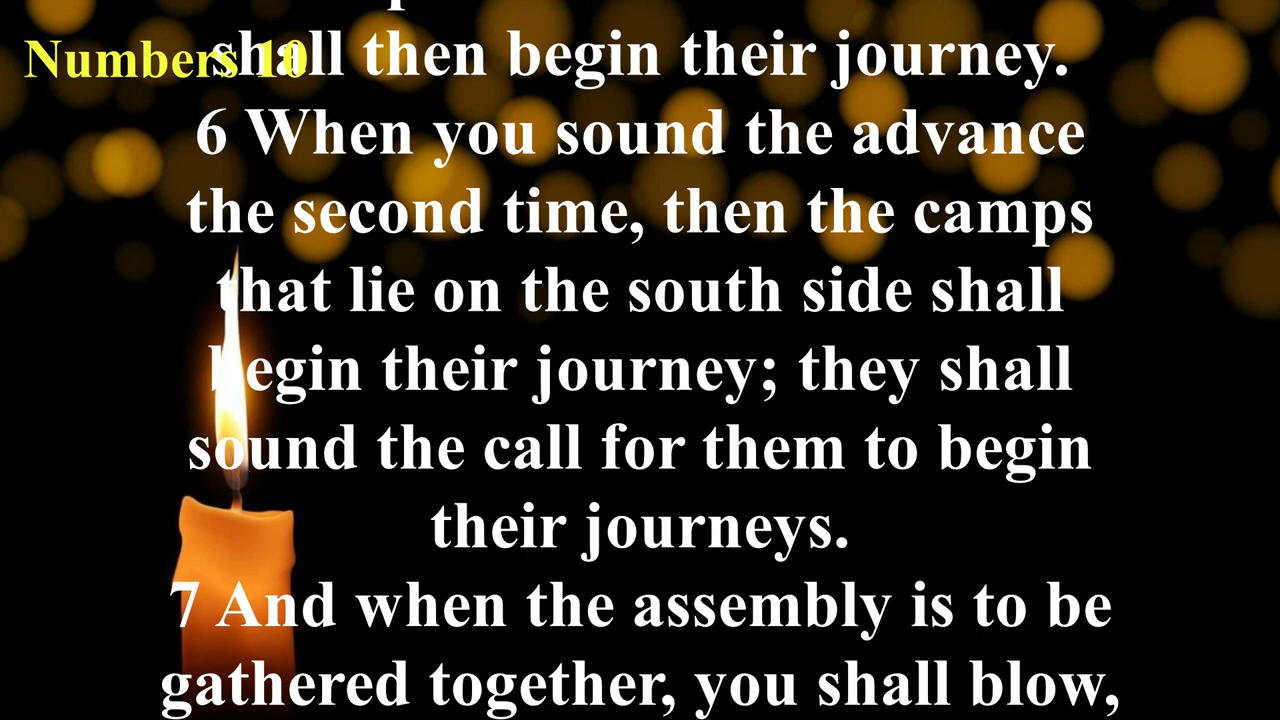 Numbers 10
shall then begin their journey.
6 When you sound the advance
the second time, then the camps
that lie on the south side shall
begin their journey; they shall
sound the call for them to begin
their journeys.
7 And when the assembly is to be
gathered together, you shall blow,